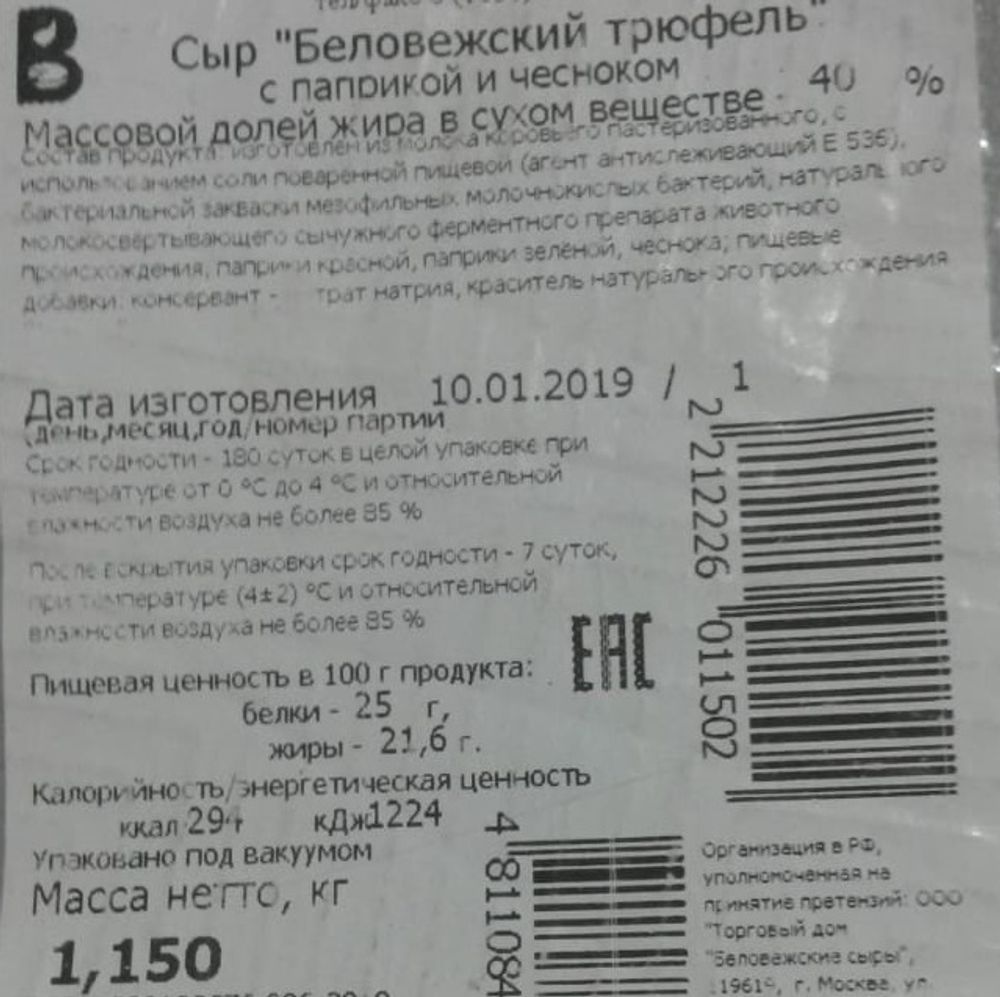 В
Сыр "Беловежский трюфель"
с паприкой и чесноком
Массовой долей жира в сухом веществе - 40 %
Состав продукта: изготовлен из молока коровьего пастеризованного, с
использованием соли поваренной пищевой (агент антислеживающий Е 536),
бактериальной закваски мезофильных молочнокислых бактерий, натурального
молокосвёртывающего сычужного ферментного препарата животного
происхождения, паприки красной, паприки зелёной, чеснока; пищевые
добавки: консервант - натрия, краситель натурального происхождения
Дата изготовления 10.01.2019 / 1
(день,месяц,год/номер партии
Срок годности - 180 суток в целой упаковке при
температуре от 0 °С до 4 °С и относительной
влажности воздуха не более 85 %
После вскрытия упаковки срок годности - 7 суток,
при температуре (4±2) °С и относительной
влажности воздуха не более 85 %
ЕАС
Пищевая ценность в 100 г продукта:
белки - 25 г,
жиры - 21,6 г.
Калорийность/энергетическая ценность
ккал 294 кДж1224
Упаковано под вакуумом
Масса нетто, кг
1,150
2 212226 011502
4 811084
Организация в РФ,
уполномоченная на
принятие претензий: ООО
"Торговый дом
"Беловежские сыры",
г. Москва, ул.